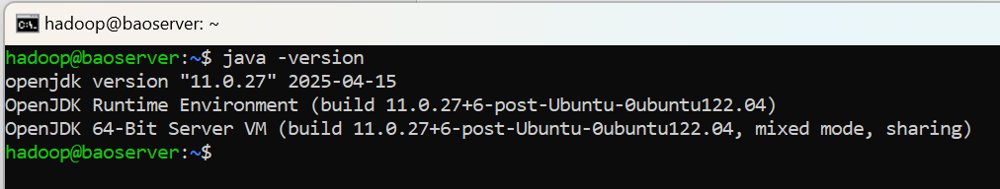 hadoop@baoserver: ~
hadoop@baoserver:~$ java -version
openjdk version "11.0.27" 2025-04-15
OpenJDK Runtime Environment (build 11.0.27+6-post-Ubuntu-0ubuntu122.04)
OpenJDK 64-Bit Server VM (build 11.0.27+6-post-Ubuntu-0ubuntu122.04, mixed mode, sharing)
hadoop@baoserver:~$